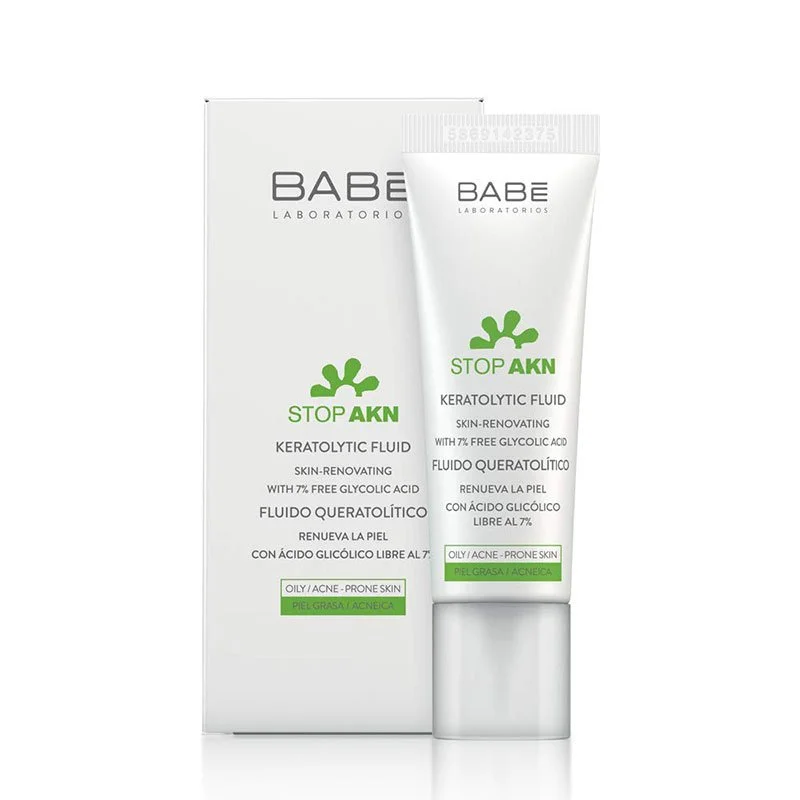 BABĒ
LABORATORIOS
STOP AKN
KERATOLYTIC FLUID
SKIN-RENOVATING
WITH 7% FREE GLYCOLIC ACID
FLUIDO QUERATOLÍTICO
RENUEVA LA PIEL
CON ÁCIDO GLICÓLICO LIBRE AL 7%
OILY / ACNE - PRONE SKIN
PIEL GRASA / ACNEICA
5869142375
BABĒ
LABORATORIOS
STOP AKN
KERATOLYTIC FLUID
SKIN-RENOVATING
WITH 7% FREE GLYCOLIC ACID
FLUIDO QUERATOLÍTICO
RENUEVA LA PIEL
CON ÁCIDO GLICÓLICO
LIBRE AL 7%
OILY / ACNE - PRONE SKIN
PIEL GRASA / ACNEICA